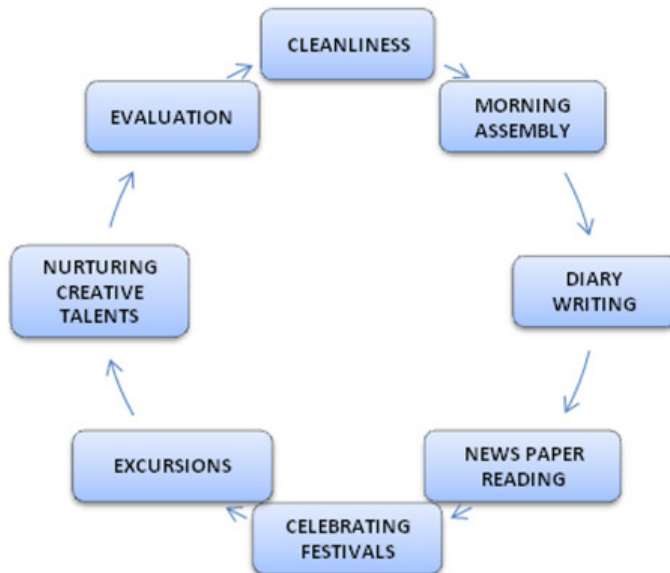 CLEANLINESS
MORNING
ASSEMBLY
DIARY
WRITING
NEWS PAPER
READING
CELEBRATING
FESTIVALS
EXCURSIONS
NURTURING
CREATIVE
TALENTS
EVALUATION